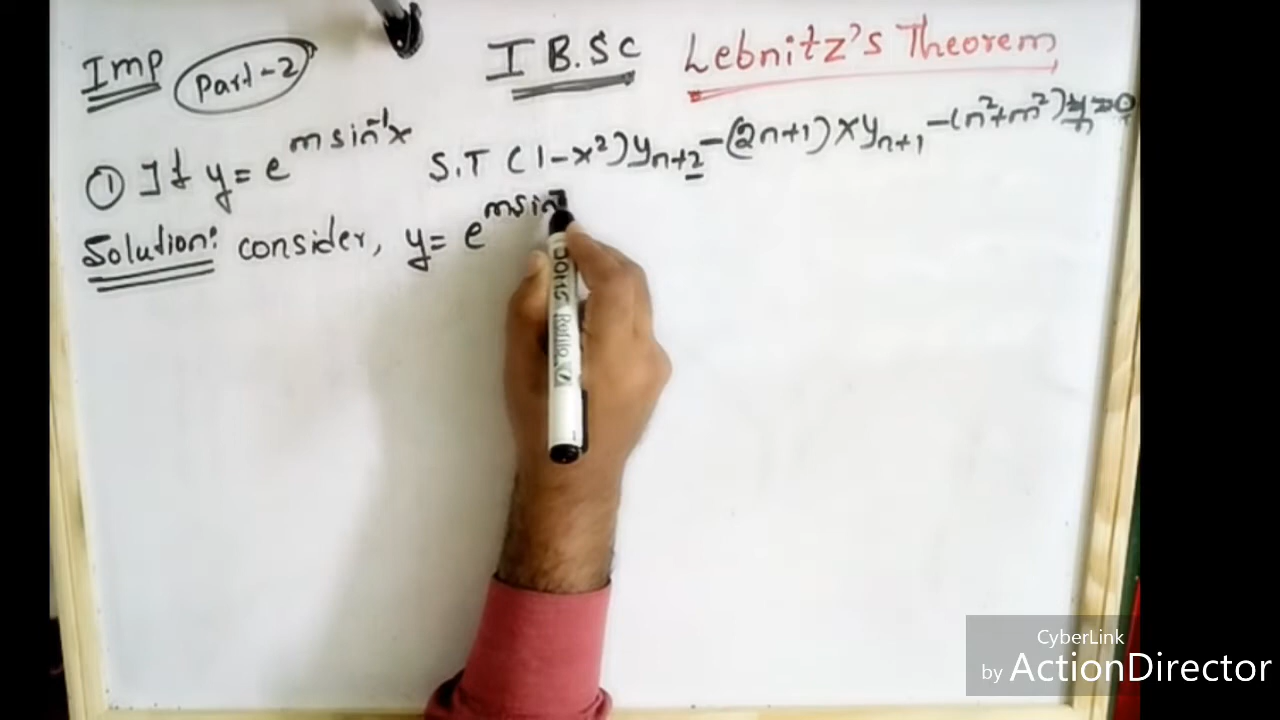 Imp Part-2 I B.Sc Lebnitz's Theorem
① If y = e^{m sin⁻¹x} S.T (1-x²)y_{n+2} -(2n+1)xy_{n+1} -(n²+m²)y_n=0
Solution: consider, y= e^{msin⁻
DOMS
CyberLink
by ActionDirector